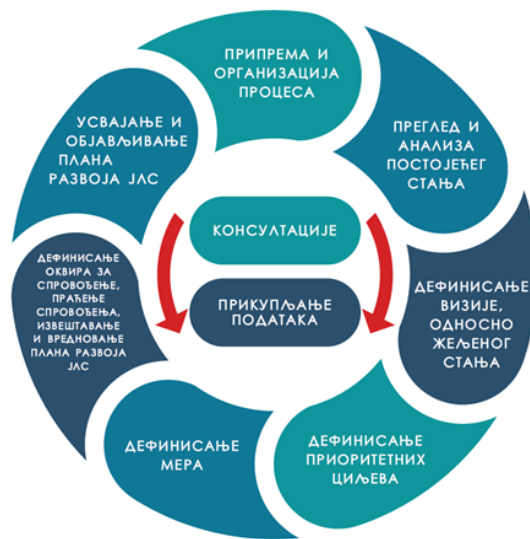 ПРИПРЕМА И
ОРГАНИЗАЦИЈА
ПРОЦЕСА
ПРЕГЛЕД И
АНАЛИЗА
ПОСТОЈЕЋЕГ
СТАЊА
ДЕФИНИСАЊЕ
ВИЗИЈЕ,
ОДНОСНО
ЖЕЉЕНОГ
СТАЊА
ДЕФИНИСАЊЕ
ПРИОРИТЕТНИХ
ЦИЉЕВА
ДЕФИНИСАЊЕ
МЕРА
ДЕФИНИСАЊЕ
ОКВИРА ЗА
СПРОВОЂЕЊЕ,
ПРАЋЕЊЕ
СПРОВОЂЕЊА,
ИЗВЕШТАВАЊЕ
И ВРЕДНОВАЊЕ
ПЛАНА РАЗВОЈА
ЈЛС
УСВАЈАЊЕ И
ОБЈАВЉИВАЊЕ
ПЛАНА
РАЗВОЈА ЈЛС
КОНСУЛТАЦИЈЕ
ПРИКУПЉАЊЕ
ПОДАТАКА